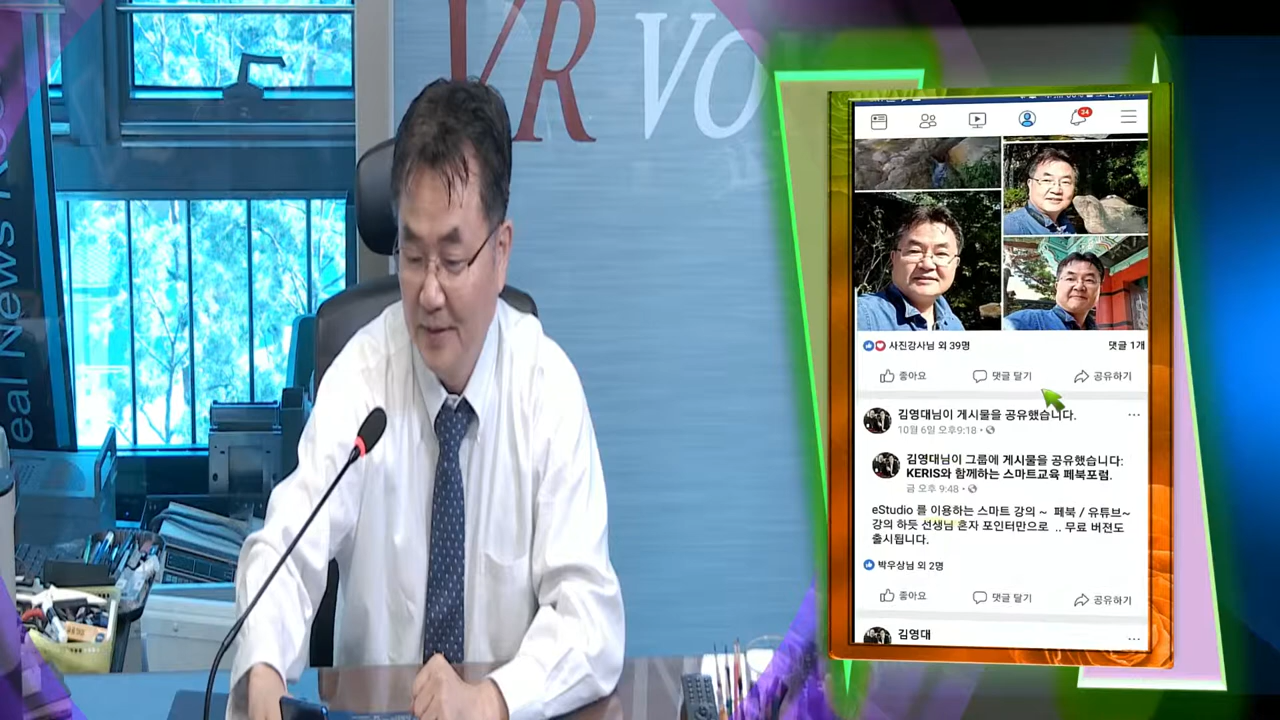 VR VO
eal News
34
사진강사님 외 39명
댓글 1개
좋아요
댓글 달기
공유하기
김영대님이 게시물을 공유했습니다.
10월 6일 오후9:18
김영대님이 그룹에 게시물을 공유했습니다:
KERIS와 함께하는 스마트교육 페북포럼.
금 오후 9:48
eStudio 를 이용하는 스마트 강의 ~ 페북 / 유튜브~
강의 하듯 선생님 혼자 포인터만으로 .. 무료 버전도
출시됩니다.
박우상님 외 2명
좋아요
댓글 달기
공유하기
김영대